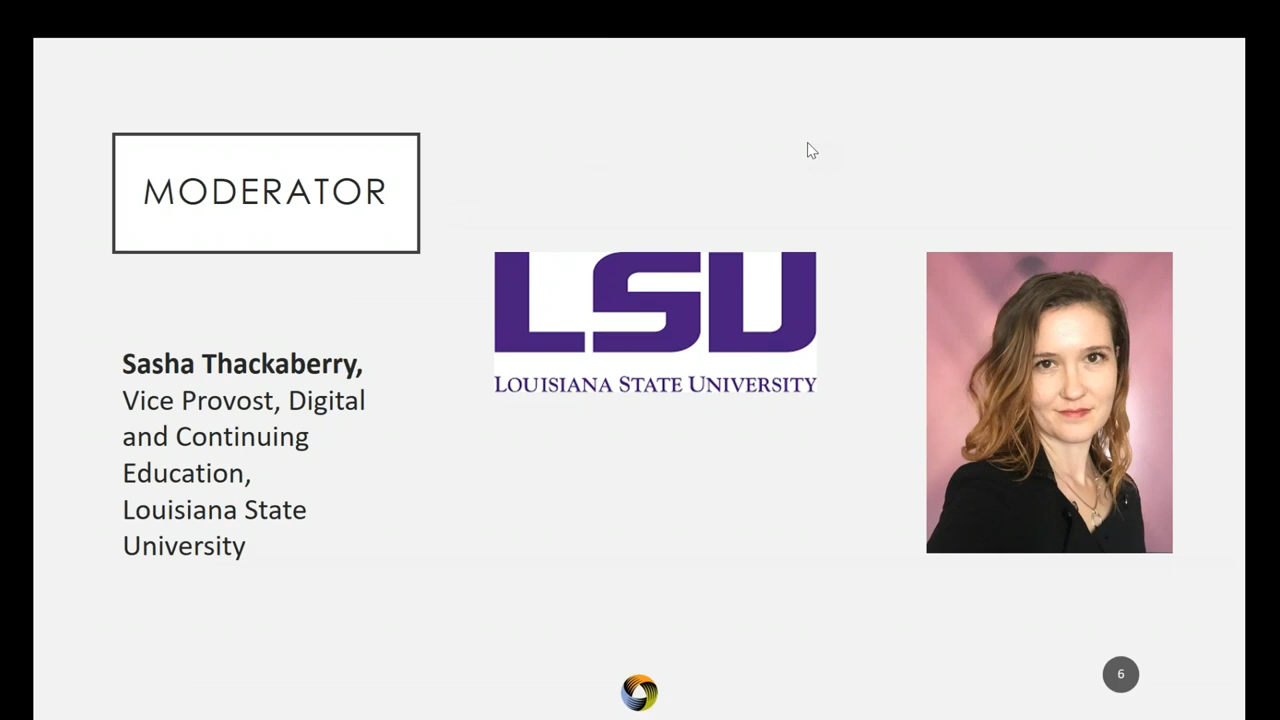 MODERATOR
LSU
LOUISIANA STATE UNIVERSITY
Sasha Thackaberry,
Vice Provost, Digital
and Continuing
Education,
Louisiana State
University
6